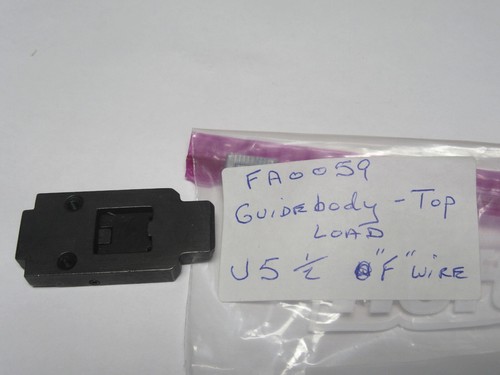 FA0059
GUIDEbody - TOP
LOAD
U5 ½ "F" WIRE